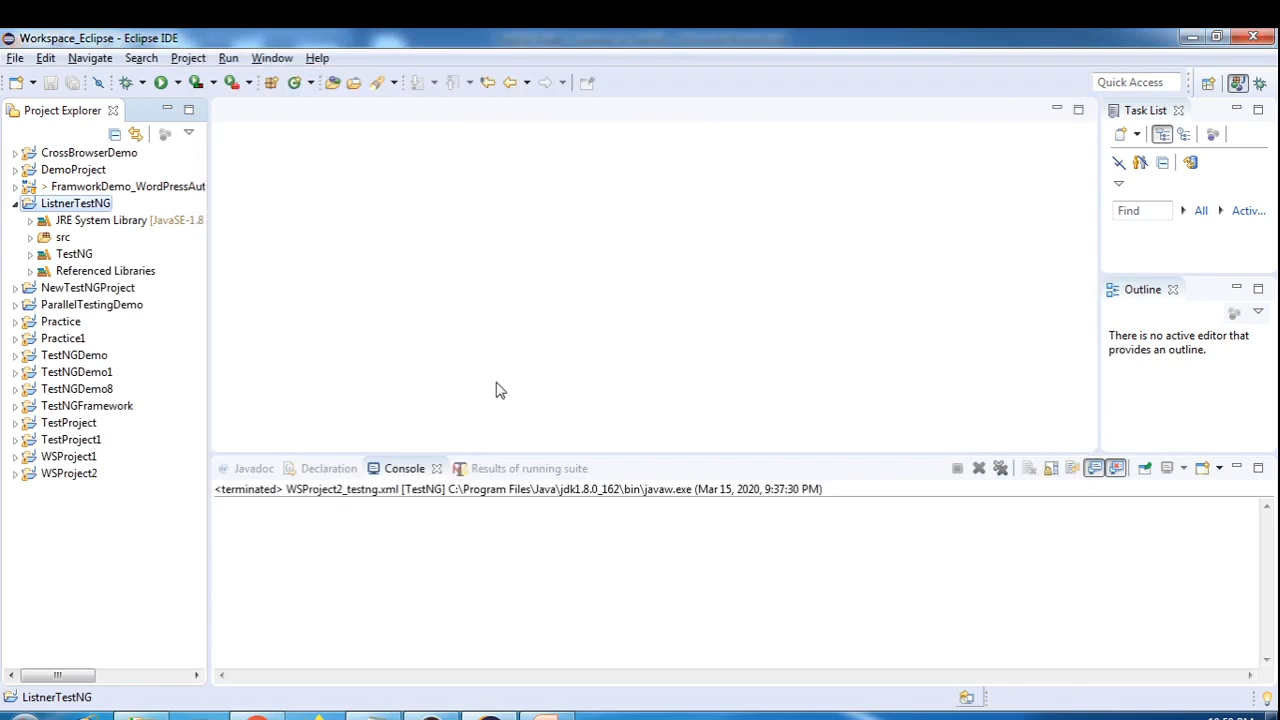 Workspace_Eclipse - Eclipse IDE
File Edit Navigate Search Project Run Window Help
Quick Access
Project Explorer
Task List
CrossBrowserDemo
DemoProject
> FramworkDemo_WordPressAut
ListnerTestNG
JRE System Library [JavaSE-1.8
src
TestNG
Referenced Libraries
NewTestNGProject
ParallelTestingDemo
Practice
Practice1
TestNGDemo
TestNGDemo1
TestNGDemo8
TestNGFramework
TestProject
TestProject1
WSProject1
WSProject2
Find All Activ...
Outline
There is no active editor that
provides an outline.
Javadoc Declaration Console Results of running suite
<terminated> WSProject2_testng.xml [TestNG] C:\Program Files\Java\jdk1.8.0_162\bin\javaw.exe (Mar 15, 2020, 9:37:30 PM)
ListnerTestNG